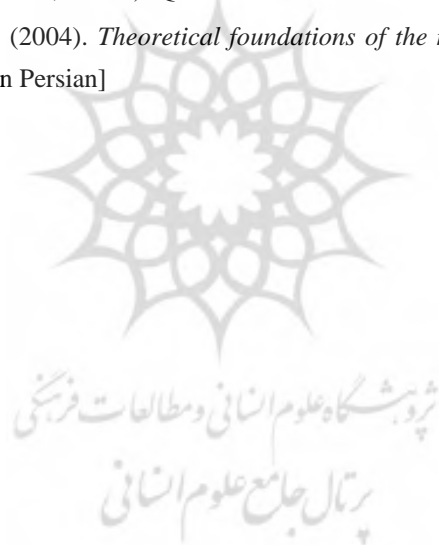 (2004). Theoretical foundations of the
n Persian]
پژوهشگاه علوم انسانی و مطالعات فرهنگی
پرتال جامع علوم انسانی